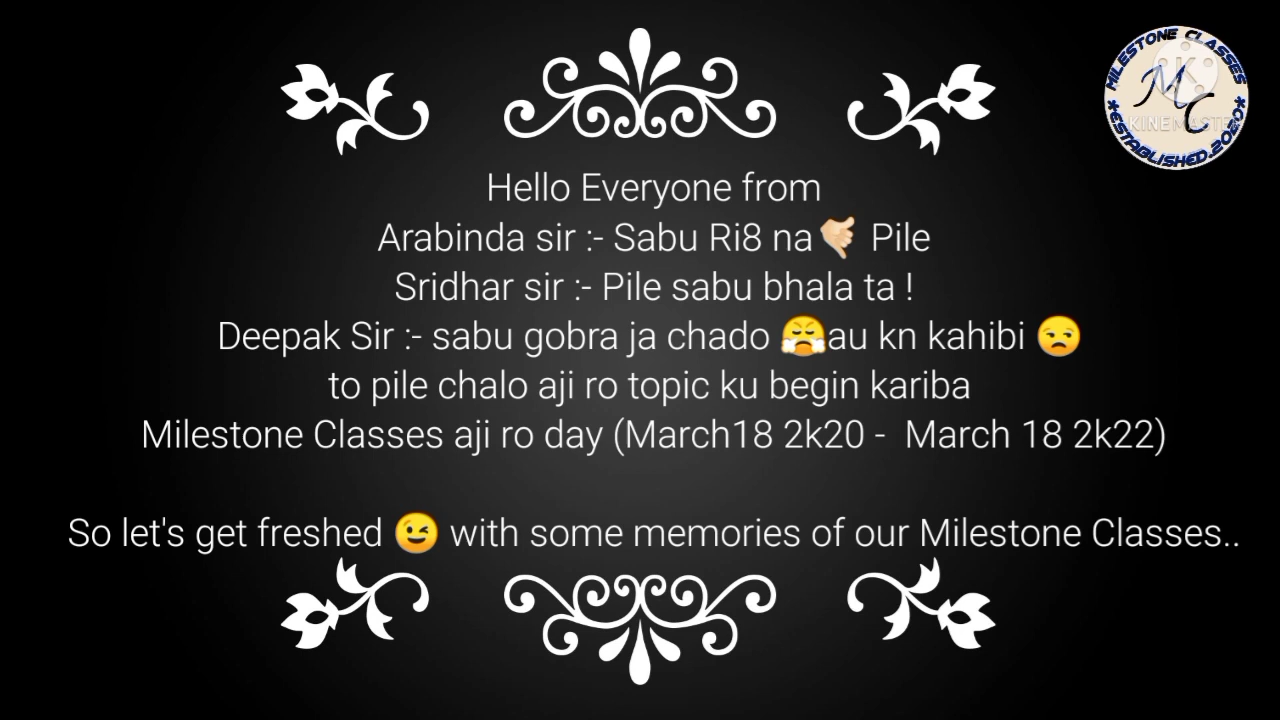 MILESTONE CLASSES
MC
KINEMASTER
*ESTABLISHED.2020*
Hello Everyone from
Arabinda sir :- Sabu Ri8 na🤙🏻 Pile
Sridhar sir :- Pile sabu bhala ta !
Deepak Sir :- sabu gobra ja chado 😤au kn kahibi 😒
to pile chalo aji ro topic ku begin kariba
Milestone Classes aji ro day (March18 2k20 - March 18 2k22)
So let's get freshed 😉 with some memories of our Milestone Classes..